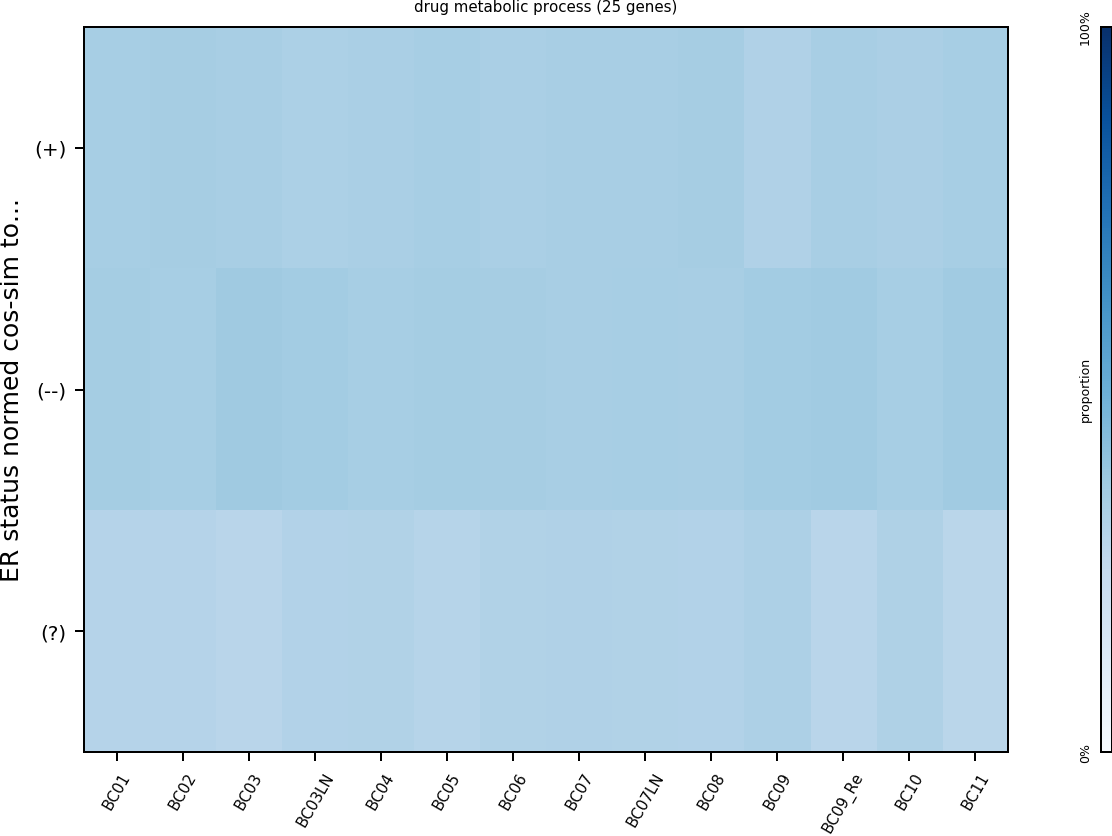 drug metabolic process (25 genes)
ER status normed cos-sim to...
(+)
(--)
(?)
BC01
BC02
BC03
BC03LN
BC04
BC05
BC06
BC07
BC07LN
BC08
BC09
BC09_Re
BC10
BC11
100%
proportion
0%